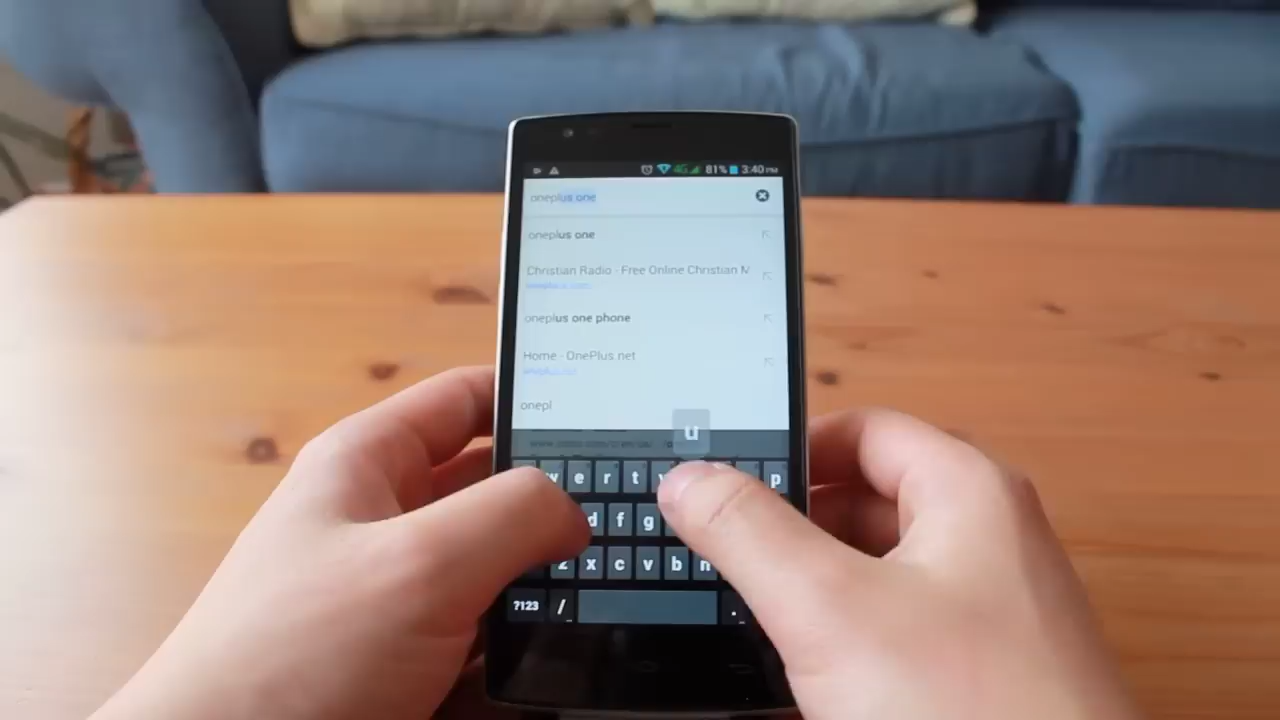 4G 81% 3:40 PM
oneplus one
oneplus one
Christian Radio - Free Online Christian M
oneplus one phone
Home - OnePlus.net
onepl
u
w e r t y p
d f g
z x c v b n
?123 / .